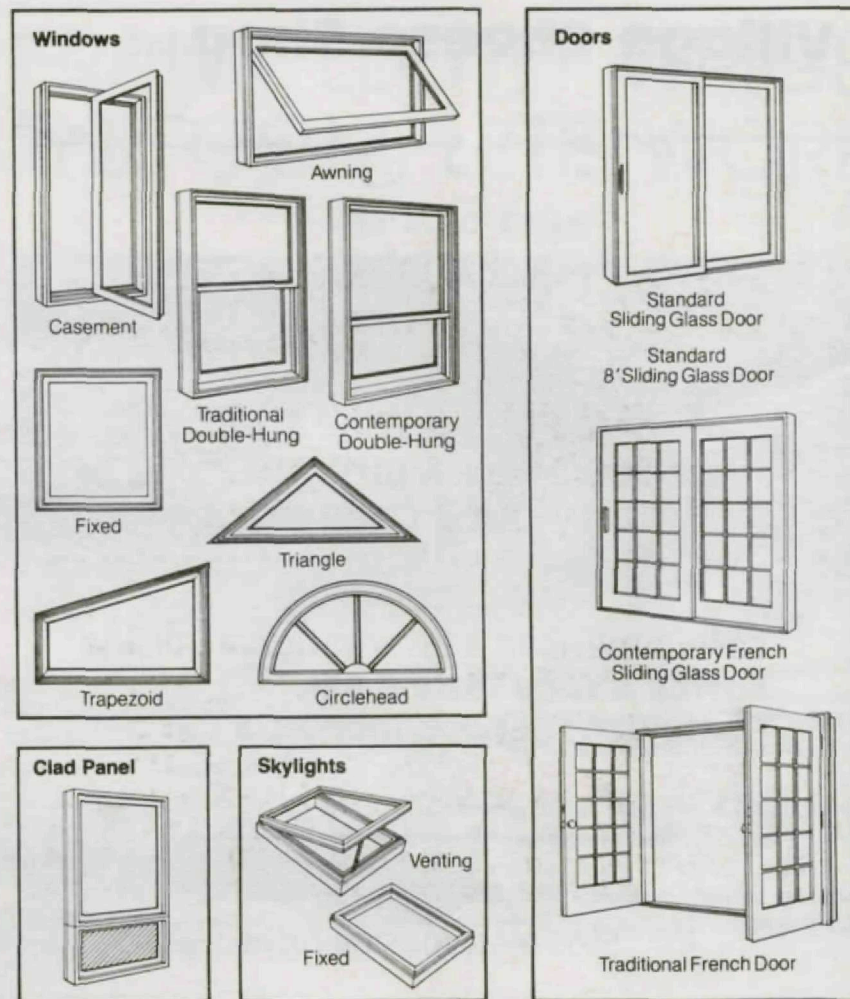 Windows
Awning
Casement
Traditional
Double-Hung
Contemporary
Double-Hung
Fixed
Triangle
Trapezoid
Circlehead
Clad Panel
Skylights
Venting
Fixed
Doors
Standard
Sliding Glass Door
Standard
8' Sliding Glass Door
Contemporary French
Sliding Glass Door
Traditional French Door